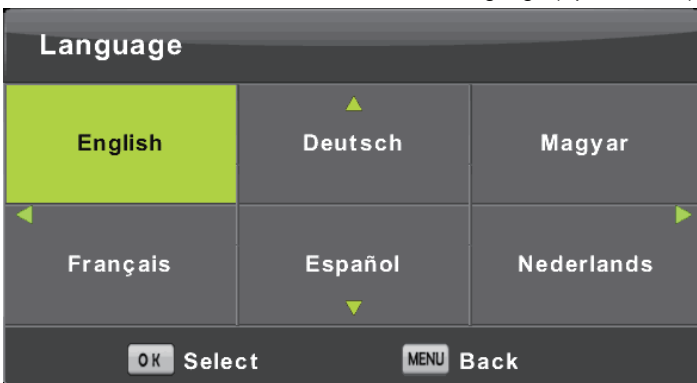 Language
English Deutsch Magyar
Français Español Nederlands
OK Select MENU Back